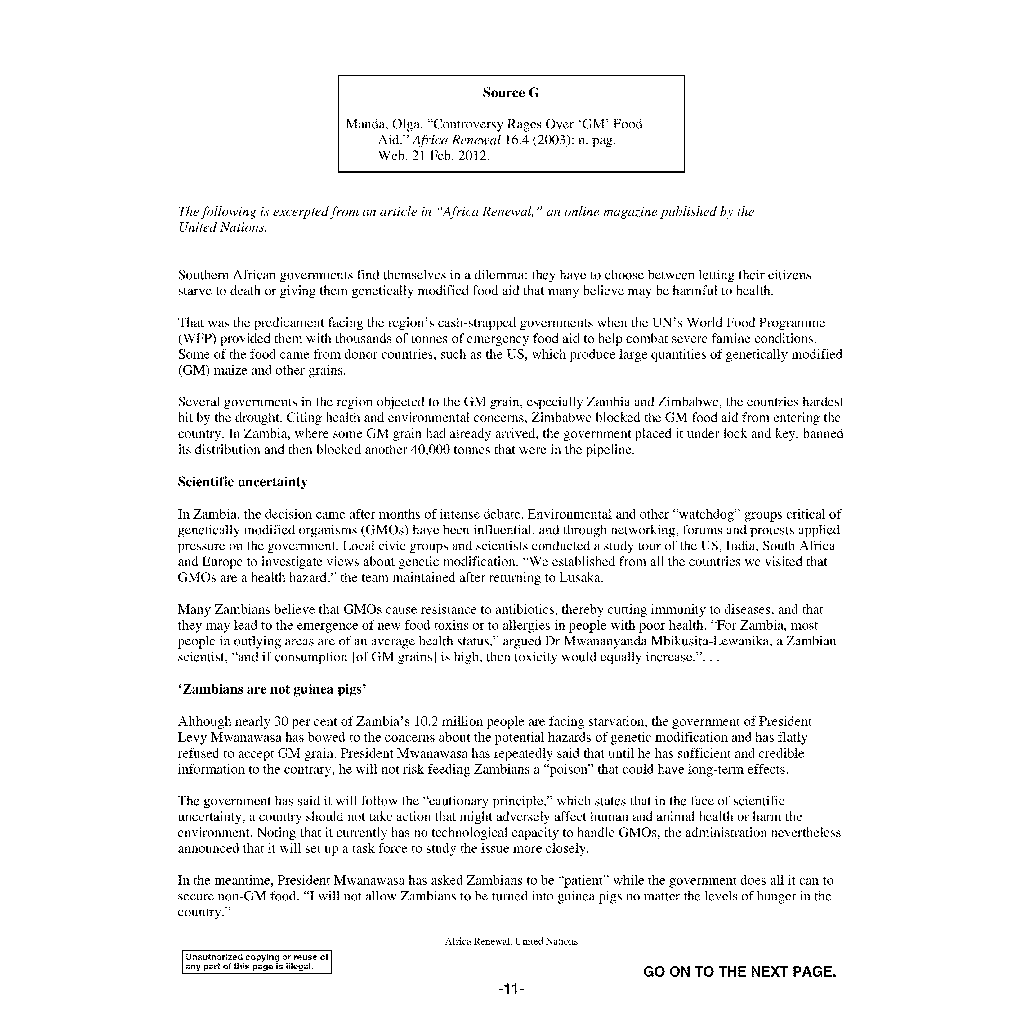 Source G
Manda, Olga. “Controversy Rages Over ‘GM’ Food
Aid.” Africa Renewal 16.4 (2003): n. pag.
Web. 21 Feb. 2012.
The following is excerpted from an article in “Africa Renewal,” an online magazine published by the
United Nations.
Southern African governments find themselves in a dilemma: they have to choose between letting their citizens
starve to death or giving them genetically modified food aid that many believe may be harmful to health.
That was the predicament facing the region’s cash-strapped governments when the UN’s World Food Programme
(WFP) provided them with thousands of tonnes of emergency food aid to help combat severe famine conditions.
Some of the food came from donor countries, such as the US, which produce large quantities of genetically modified
(GM) maize and other grains.
Several governments in the region objected to the GM grain, especially Zambia and Zimbabwe, the countries hardest
hit by the drought. Citing health and environmental concerns, Zimbabwe blocked the GM food aid from entering the
country. In Zambia, where some GM grain had already arrived, the government placed it under lock and key, banned
its distribution and then blocked another 40,000 tonnes that were in the pipeline.
Scientific uncertainty
In Zambia, the decision came after months of intense debate. Environmental and other “watchdog” groups critical of
genetically modified organisms (GMOs) have been influential, and through networking, forums and protests applied
pressure on the government. Local civic groups and scientists conducted a study tour of the US, India, South Africa
and Europe to investigate views about genetic modification. “We established from all the countries we visited that
GMOs are a health hazard,” the team maintained after returning to Lusaka.
Many Zambians believe that GMOs cause resistance to antibiotics, thereby cutting immunity to diseases, and that
they may lead to the emergence of new food toxins or to allergies in people with poor health. “For Zambia, most
people in outlying areas are of an average health status,” argued Dr Mwananyanda Mbikusita-Lewanika, a Zambian
scientist, “and if consumption [of GM grains] is high, then toxicity would equally increase.”. . .
‘Zambians are not guinea pigs’
Although nearly 30 per cent of Zambia’s 10.2 million people are facing starvation, the government of President
Levy Mwanawasa has bowed to the concerns about the potential hazards of genetic modification and has flatly
refused to accept GM grain. President Mwanawasa has repeatedly said that until he has sufficient and credible
information to the contrary, he will not risk feeding Zambians a “poison” that could have long-term effects.
The government has said it will follow the “cautionary principle,” which states that in the face of scientific
uncertainty, a country should not take action that might adversely affect human and animal health or harm the
environment. Noting that it currently has no technological capacity to handle GMOs, the administration nevertheless
announced that it will set up a task force to study the issue more closely.
In the meantime, President Mwanawasa has asked Zambians to be “patient” while the government does all it can to
secure non-GM food. “I will not allow Zambians to be turned into guinea pigs no matter the levels of hunger in the
country.”
Africa Renewal, United Nations
Unauthorized copying or reuse of
any part of this page is illegal.
GO ON TO THE NEXT PAGE.
-11-